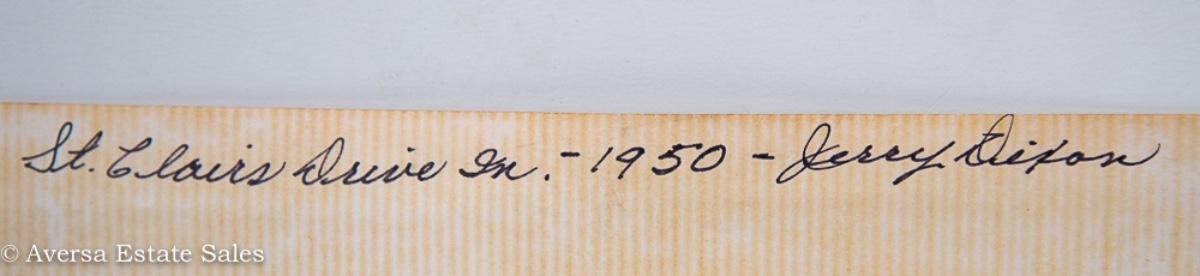 St. Clairs Drive In. - 1950 - Jerry Dixon
© Aversa Estate Sales